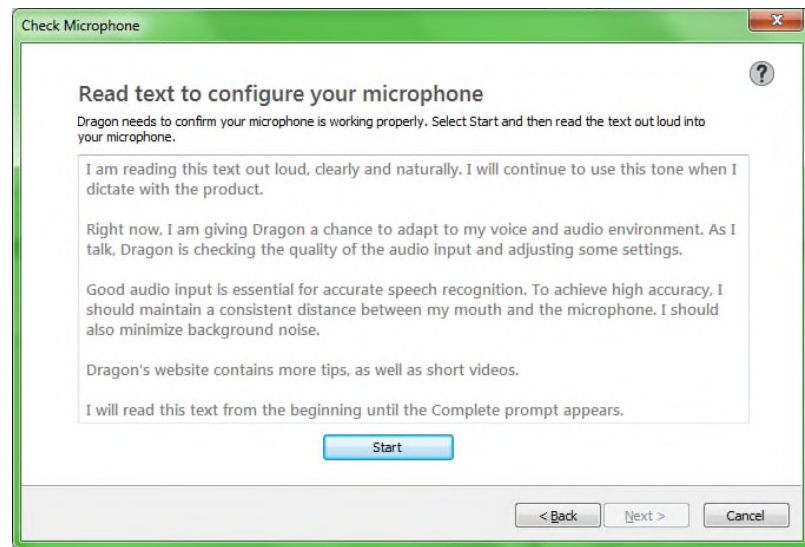 Check Microphone
Read text to configure your microphone
Dragon needs to confirm your microphone is working properly. Select Start and then read the text out loud into
your microphone.
I am reading this text out loud, clearly and naturally. I will continue to use this tone when I
dictate with the product.
Right now, I am giving Dragon a chance to adapt to my voice and audio environment. As I
talk, Dragon is checking the quality of the audio input and adjusting some settings.
Good audio input is essential for accurate speech recognition. To achieve high accuracy, I
should maintain a consistent distance between my mouth and the microphone. I should
also minimize background noise.
Dragon's website contains more tips, as well as short videos.
I will read this text from the beginning until the Complete prompt appears.
Start
< Back Next > Cancel